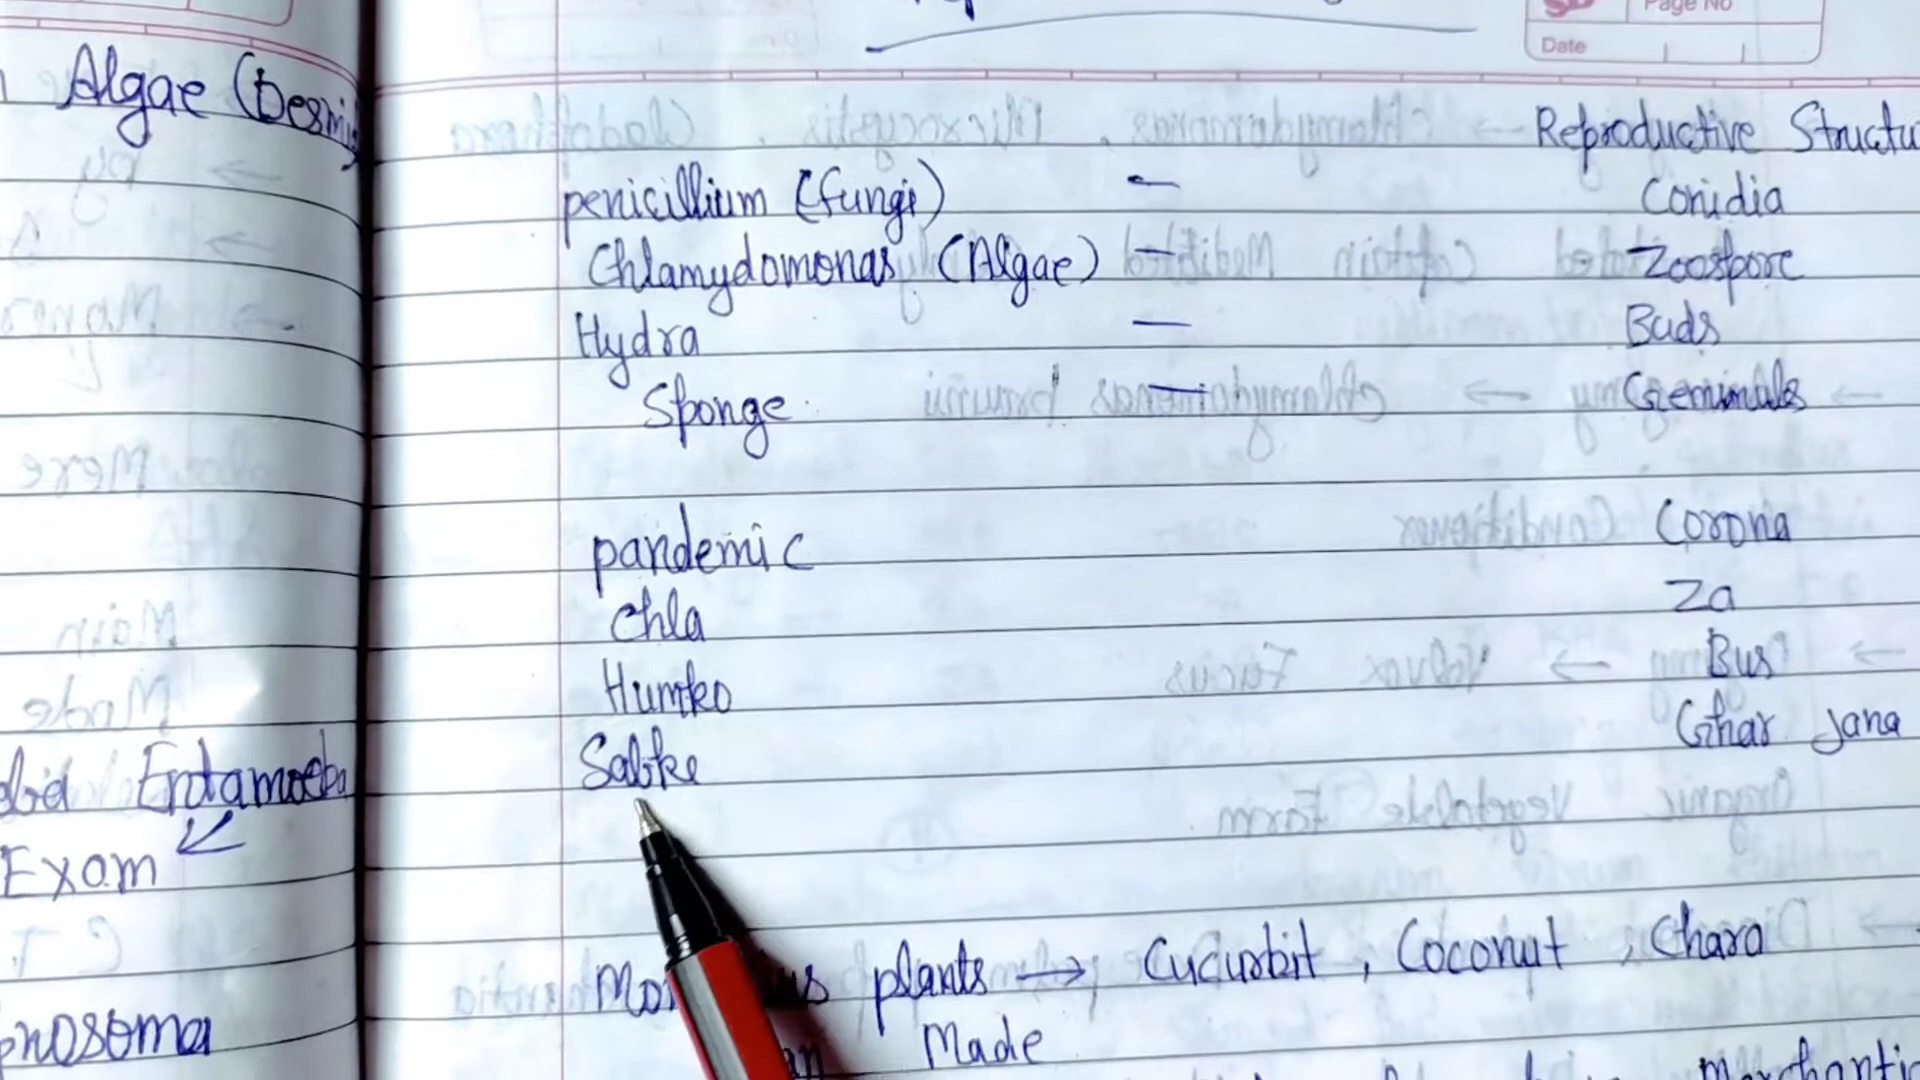 Page No
Date
Algae (Desmi
Entamoeba
Exam
Reproductive Structu
penicillium (fungi) - Conidia
Chlamydomonas (Algae) - Zoospore
Hydra - Buds
Sponge - Gemmules
pandemic Corona
Chla Za
Humko Bus
Sabke Ghar Jana
plants → Cucurbit, Coconut, Chara
Made